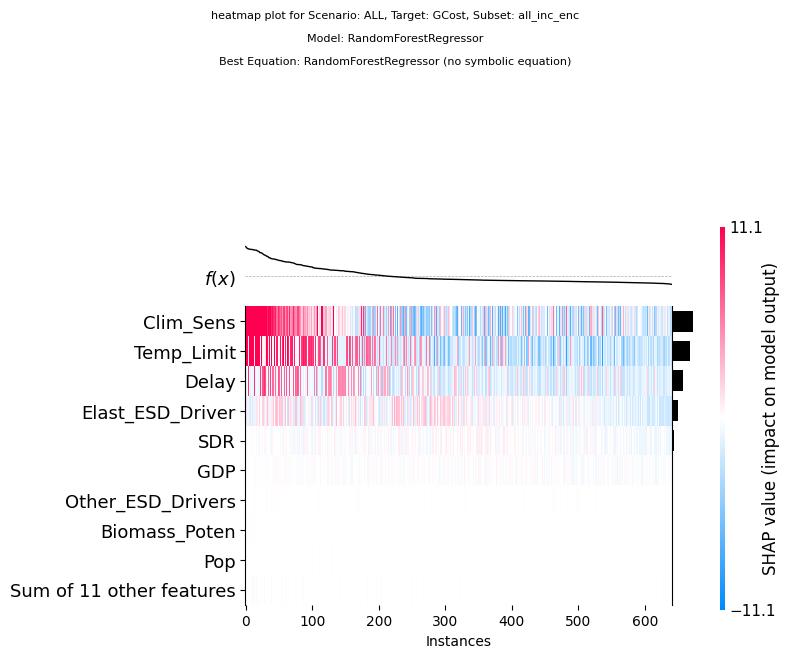 heatmap plot for Scenario: ALL, Target: GCost, Subset: all_inc_enc
Model: RandomForestRegressor
Best Equation: RandomForestRegressor (no symbolic equation)
11.1
f(x)
Clim_Sens
Temp_Limit
Delay
Elast_ESD_Driver
SDR
GDP
Other_ESD_Drivers
Biomass_Poten
Pop
Sum of 11 other features
SHAP value (impact on model output)
−11.1
0 100 200 300 400 500 600
Instances